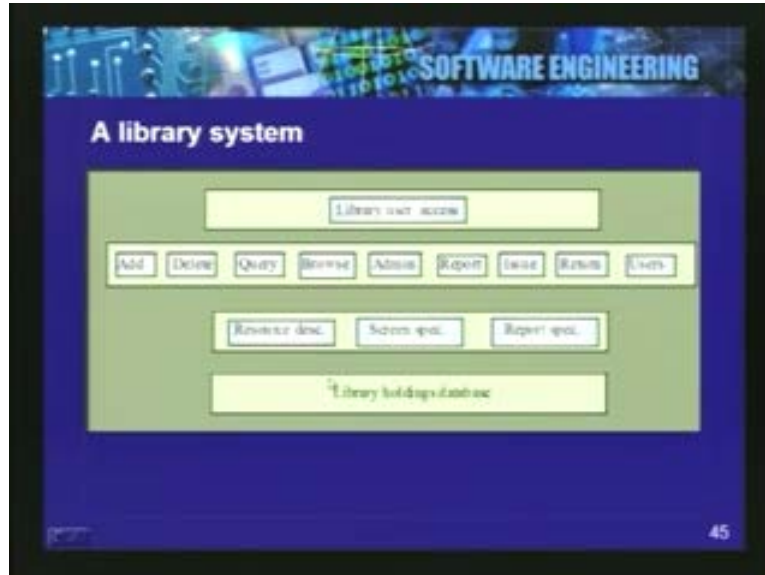 SOFTWARE ENGINEERING
A library system
Library user access
Add Delete Query Browse Admin Report Issue Return Users
Resource desc. Screen spec. Report spec.
Library holdings database
45